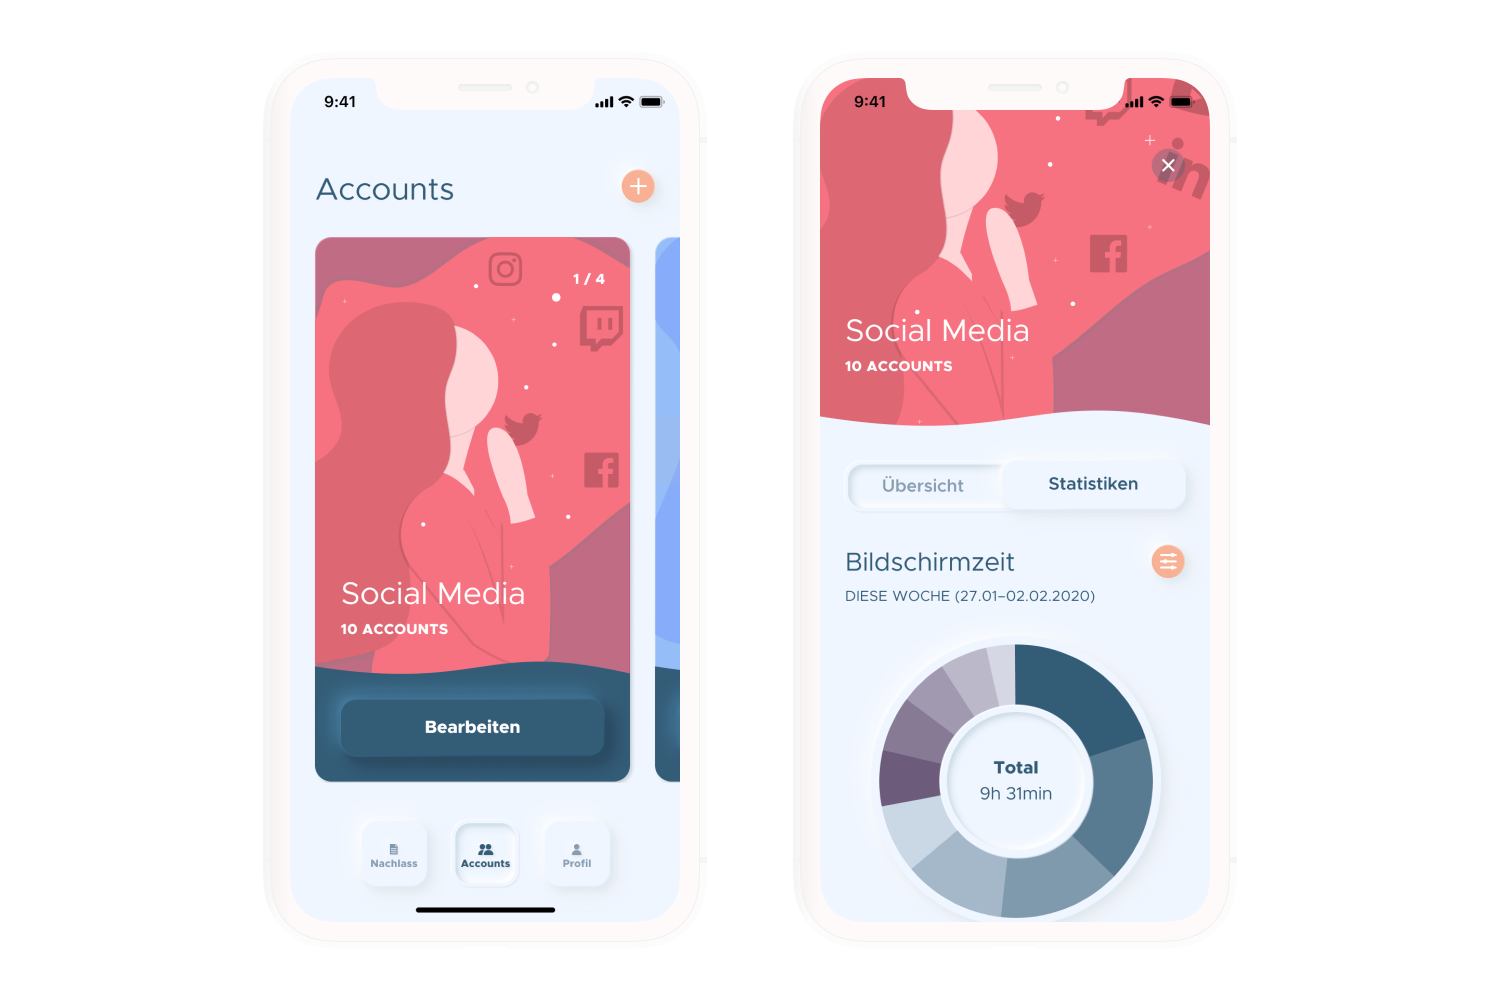 9:41
Accounts
1 / 4
Social Media
10 ACCOUNTS
Bearbeiten
Nachlass
Accounts
Profil
9:41
in
Social Media
10 ACCOUNTS
Übersicht
Statistiken
Bildschirmzeit
DIESE WOCHE (27.01–02.02.2020)
Total
9h 31min